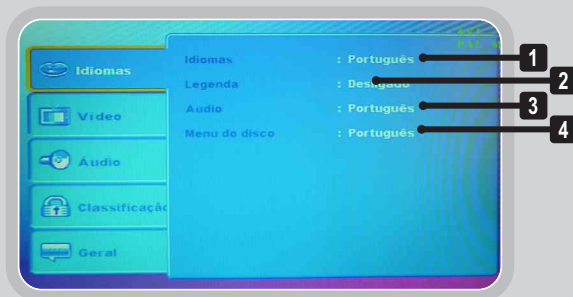 Idiomas
Vídeo
Áudio
Classificação
Geral
Idiomas : Português
Legenda : Desligado
Audio : Português
Menu do disco : Português
1
2
3
4